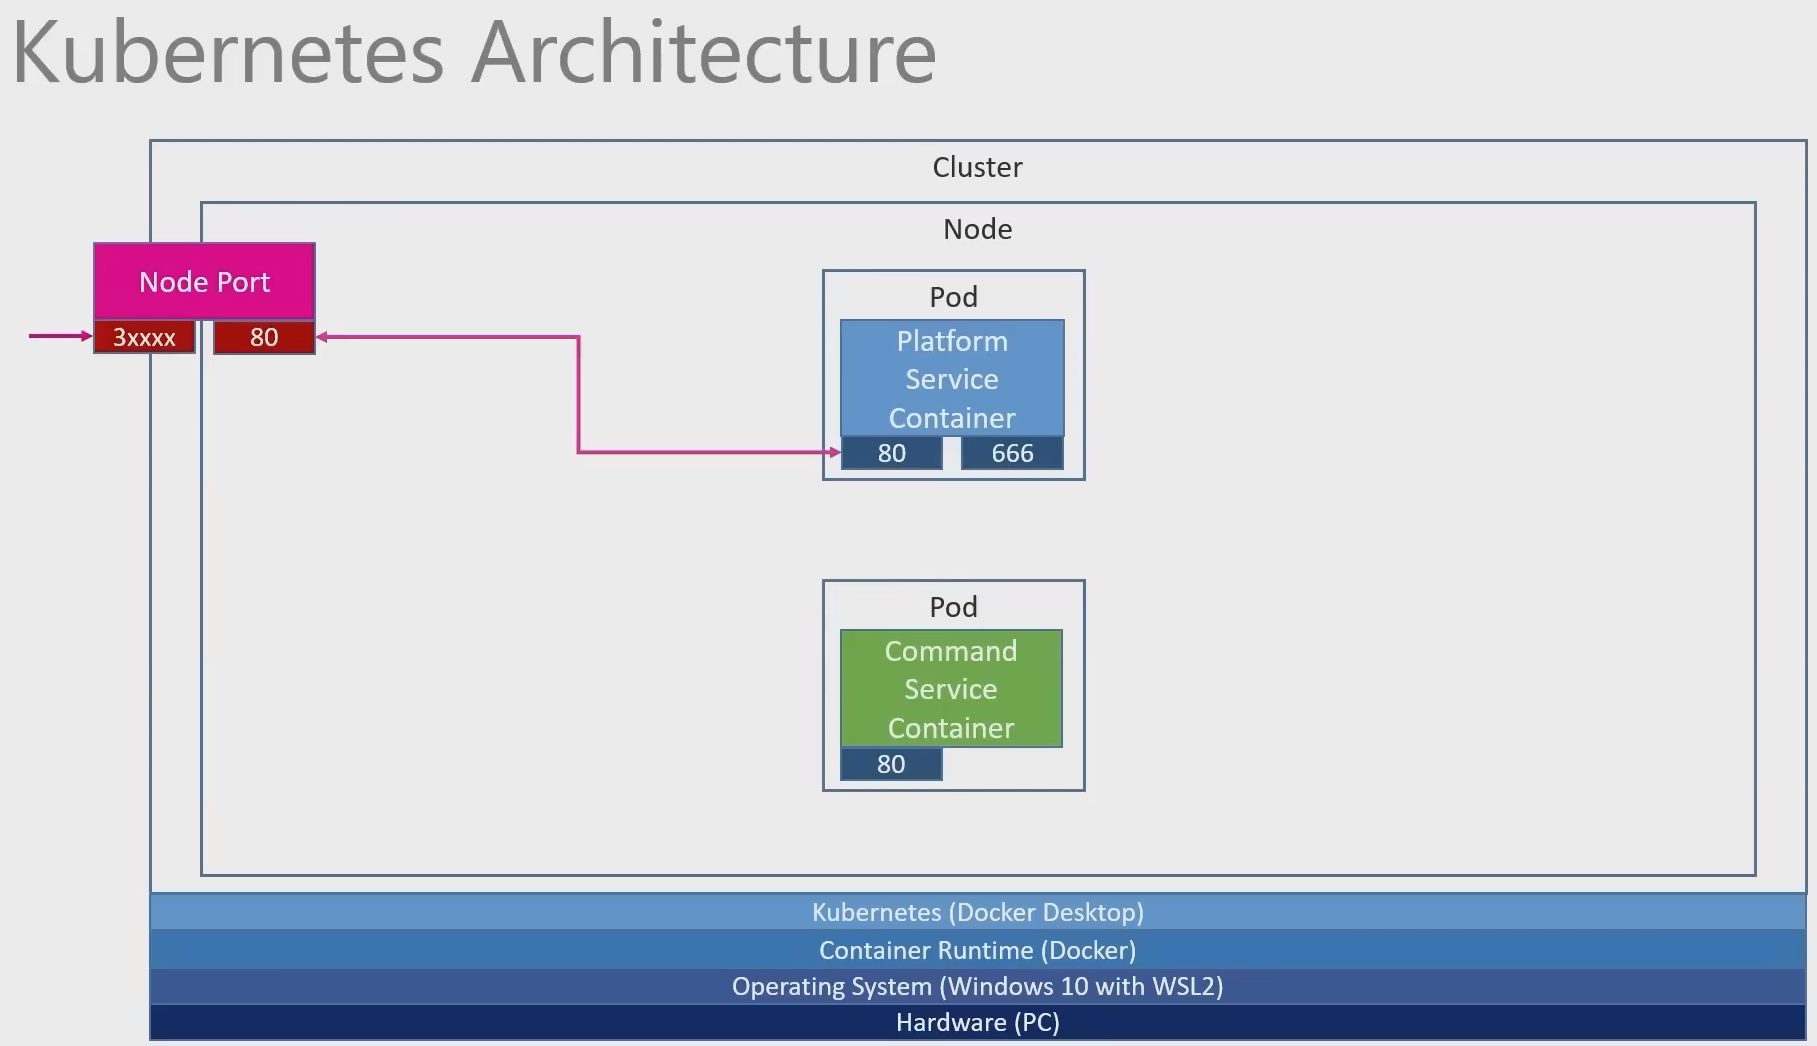 Kubernetes Architecture
Cluster
Node
Node Port
3xxxx
80
Pod
Platform
Service
Container
80
666
Pod
Command
Service
Container
80
Kubernetes (Docker Desktop)
Container Runtime (Docker)
Operating System (Windows 10 with WSL2)
Hardware (PC)